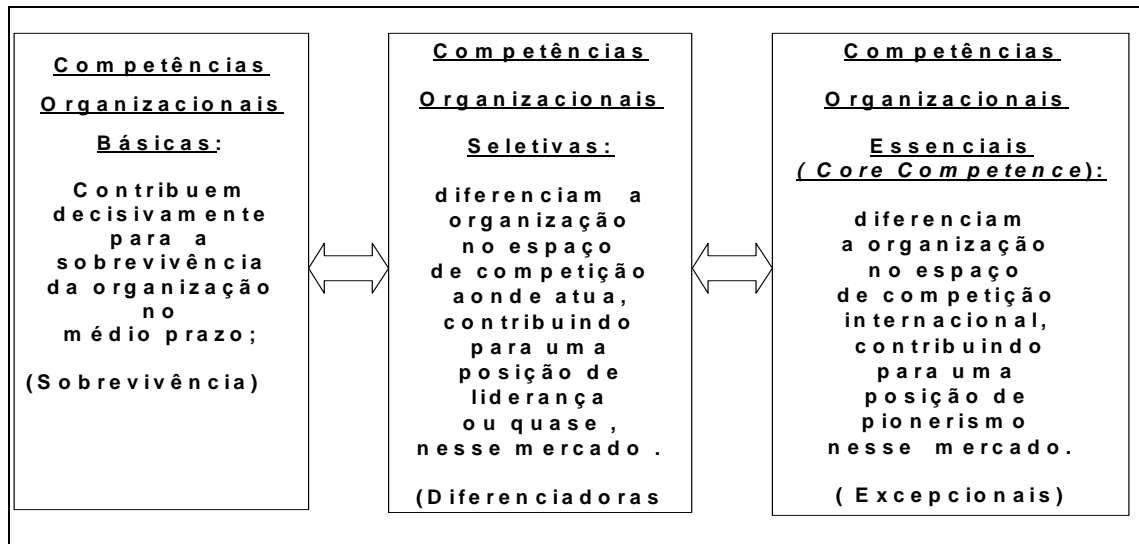 Competências
Organizacionais
Básicas:
Contribuem
decisivamente
para a
sobrevivência
da organização
no
médio prazo;
(Sobrevivência)
Competências
Organizacionais
Seletivas:
diferenciam a
organização
no espaço
de competição
aonde atua,
contribuindo
para uma
posição de
liderança
ou quase ,
nesse mercado .
(Diferenciadoras
Competências
Organizacionais
Essenciais
( Core Competence):
diferenciam
a organização
no espaço
de competição
internacional,
contribuindo
para uma
posição de
pionerismo
nesse mercado.
( Excepcionais)